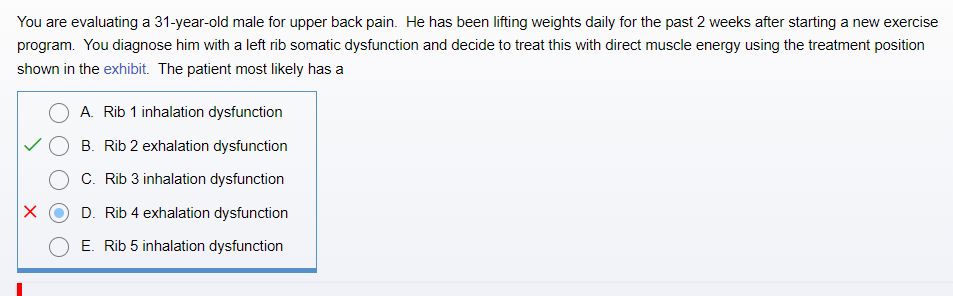 You are evaluating a 31-year-old male for upper back pain.  He has been lifting weights daily for the past 2 weeks after starting a new exercise
program.  You diagnose him with a left rib somatic dysfunction and decide to treat this with direct muscle energy using the treatment position
shown in the exhibit.  The patient most likely has a
A. Rib 1 inhalation dysfunction
B. Rib 2 exhalation dysfunction
C. Rib 3 inhalation dysfunction
D. Rib 4 exhalation dysfunction
E. Rib 5 inhalation dysfunction